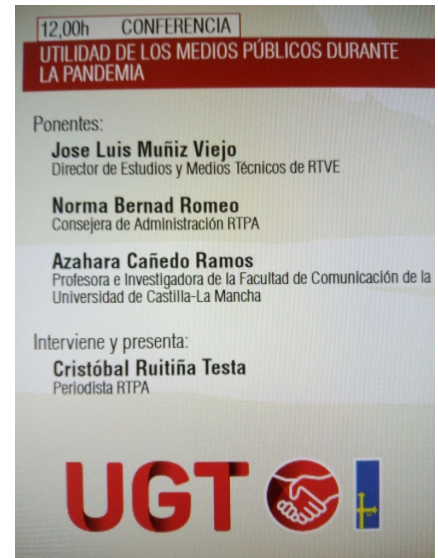 12,00h CONFERENCIA
UTILIDAD DE LOS MEDIOS PÚBLICOS DURANTE
LA PANDEMIA
Ponentes:
Jose Luis Muñiz Viejo
Director de Estudios y Medios Técnicos de RTVE
Norma Bernad Romeo
Consejera de Administración RTPA
Azahara Cañedo Ramos
Profesora e Investigadora de la Facultad de Comunicación de la
Universidad de Castilla-La Mancha
Interviene y presenta:
Cristóbal Ruitiña Testa
Periodista RTPA
UGT